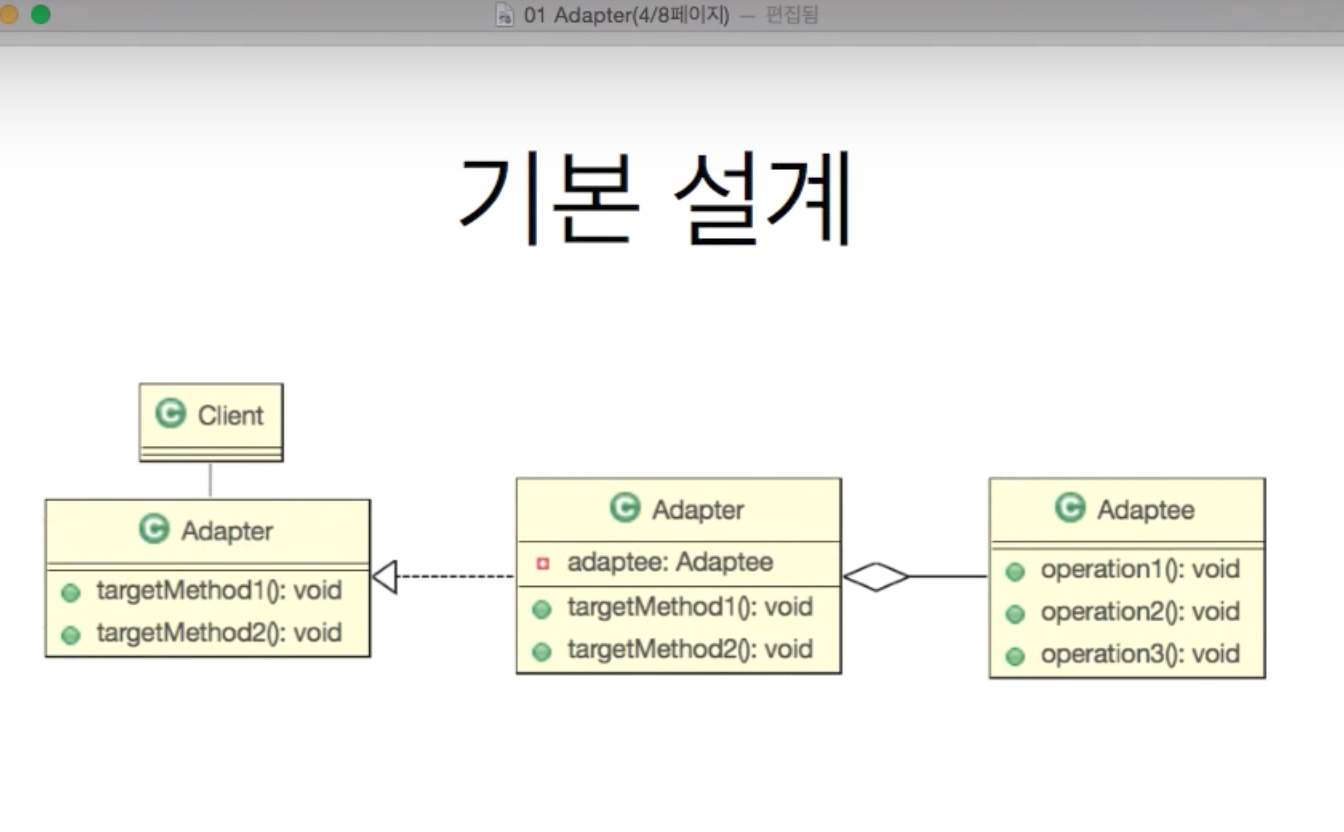 01 Adapter(4/8페이지) — 편집됨
기본 설계
C Client
C Adapter
targetMethod1(): void
targetMethod2(): void
C Adapter
adaptee: Adaptee
targetMethod1(): void
targetMethod2(): void
C Adaptee
operation1(): void
operation2(): void
operation3(): void